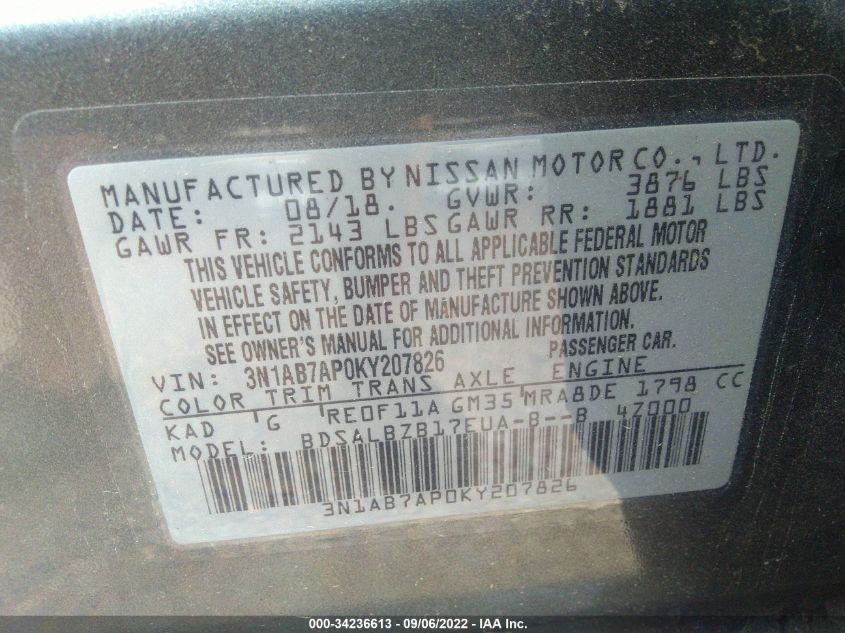 MANUFACTURED BY NISSAN MOTOR CO., LTD.
DATE: 08/18. GVWR: 3876 LBS
GAWR FR: 2143 LBS GAWR RR: 1881 LBS
THIS VEHICLE CONFORMS TO ALL APPLICABLE FEDERAL MOTOR
VEHICLE SAFETY, BUMPER AND THEFT PREVENTION STANDARDS
IN EFFECT ON THE DATE OF MANUFACTURE SHOWN ABOVE.
SEE OWNER'S MANUAL FOR ADDITIONAL INFORMATION.
VIN: 3N1AB7AP0KY207826 PASSENGER CAR.
COLOR TRIM TRANS AXLE ENGINE
KAD G RE0F11A GM35 MRA8DE 1798 CC
MODEL: BDSALBZB17EUA-B--B 4Z000
3N1AB7AP0KY207826
000-34236613 - 09/06/2022 - IAA Inc.